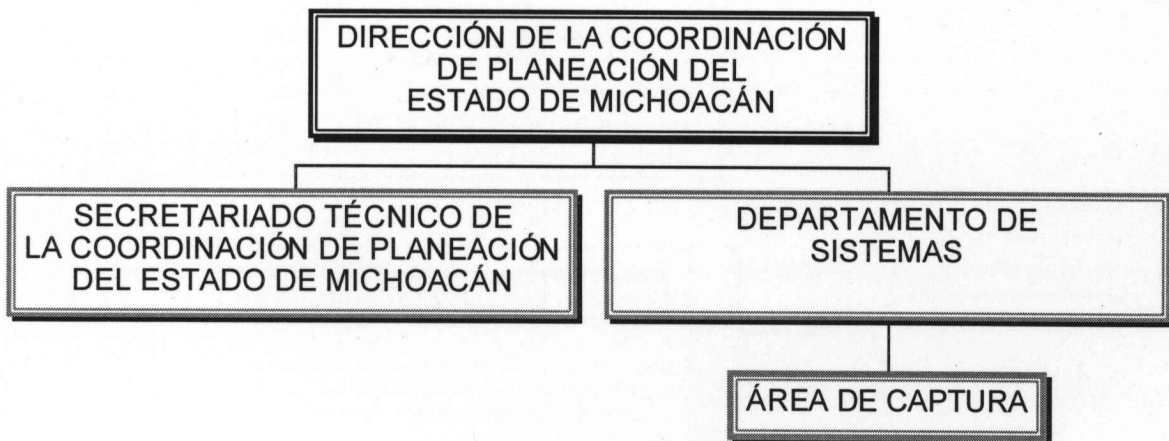 DIRECCIÓN DE LA COORDINACIÓN
DE PLANEACIÓN DEL
ESTADO DE MICHOACÁN
SECRETARIADO TÉCNICO DE
LA COORDINACIÓN DE PLANEACIÓN
DEL ESTADO DE MICHOACÁN
DEPARTAMENTO DE
SISTEMAS
ÁREA DE CAPTURA